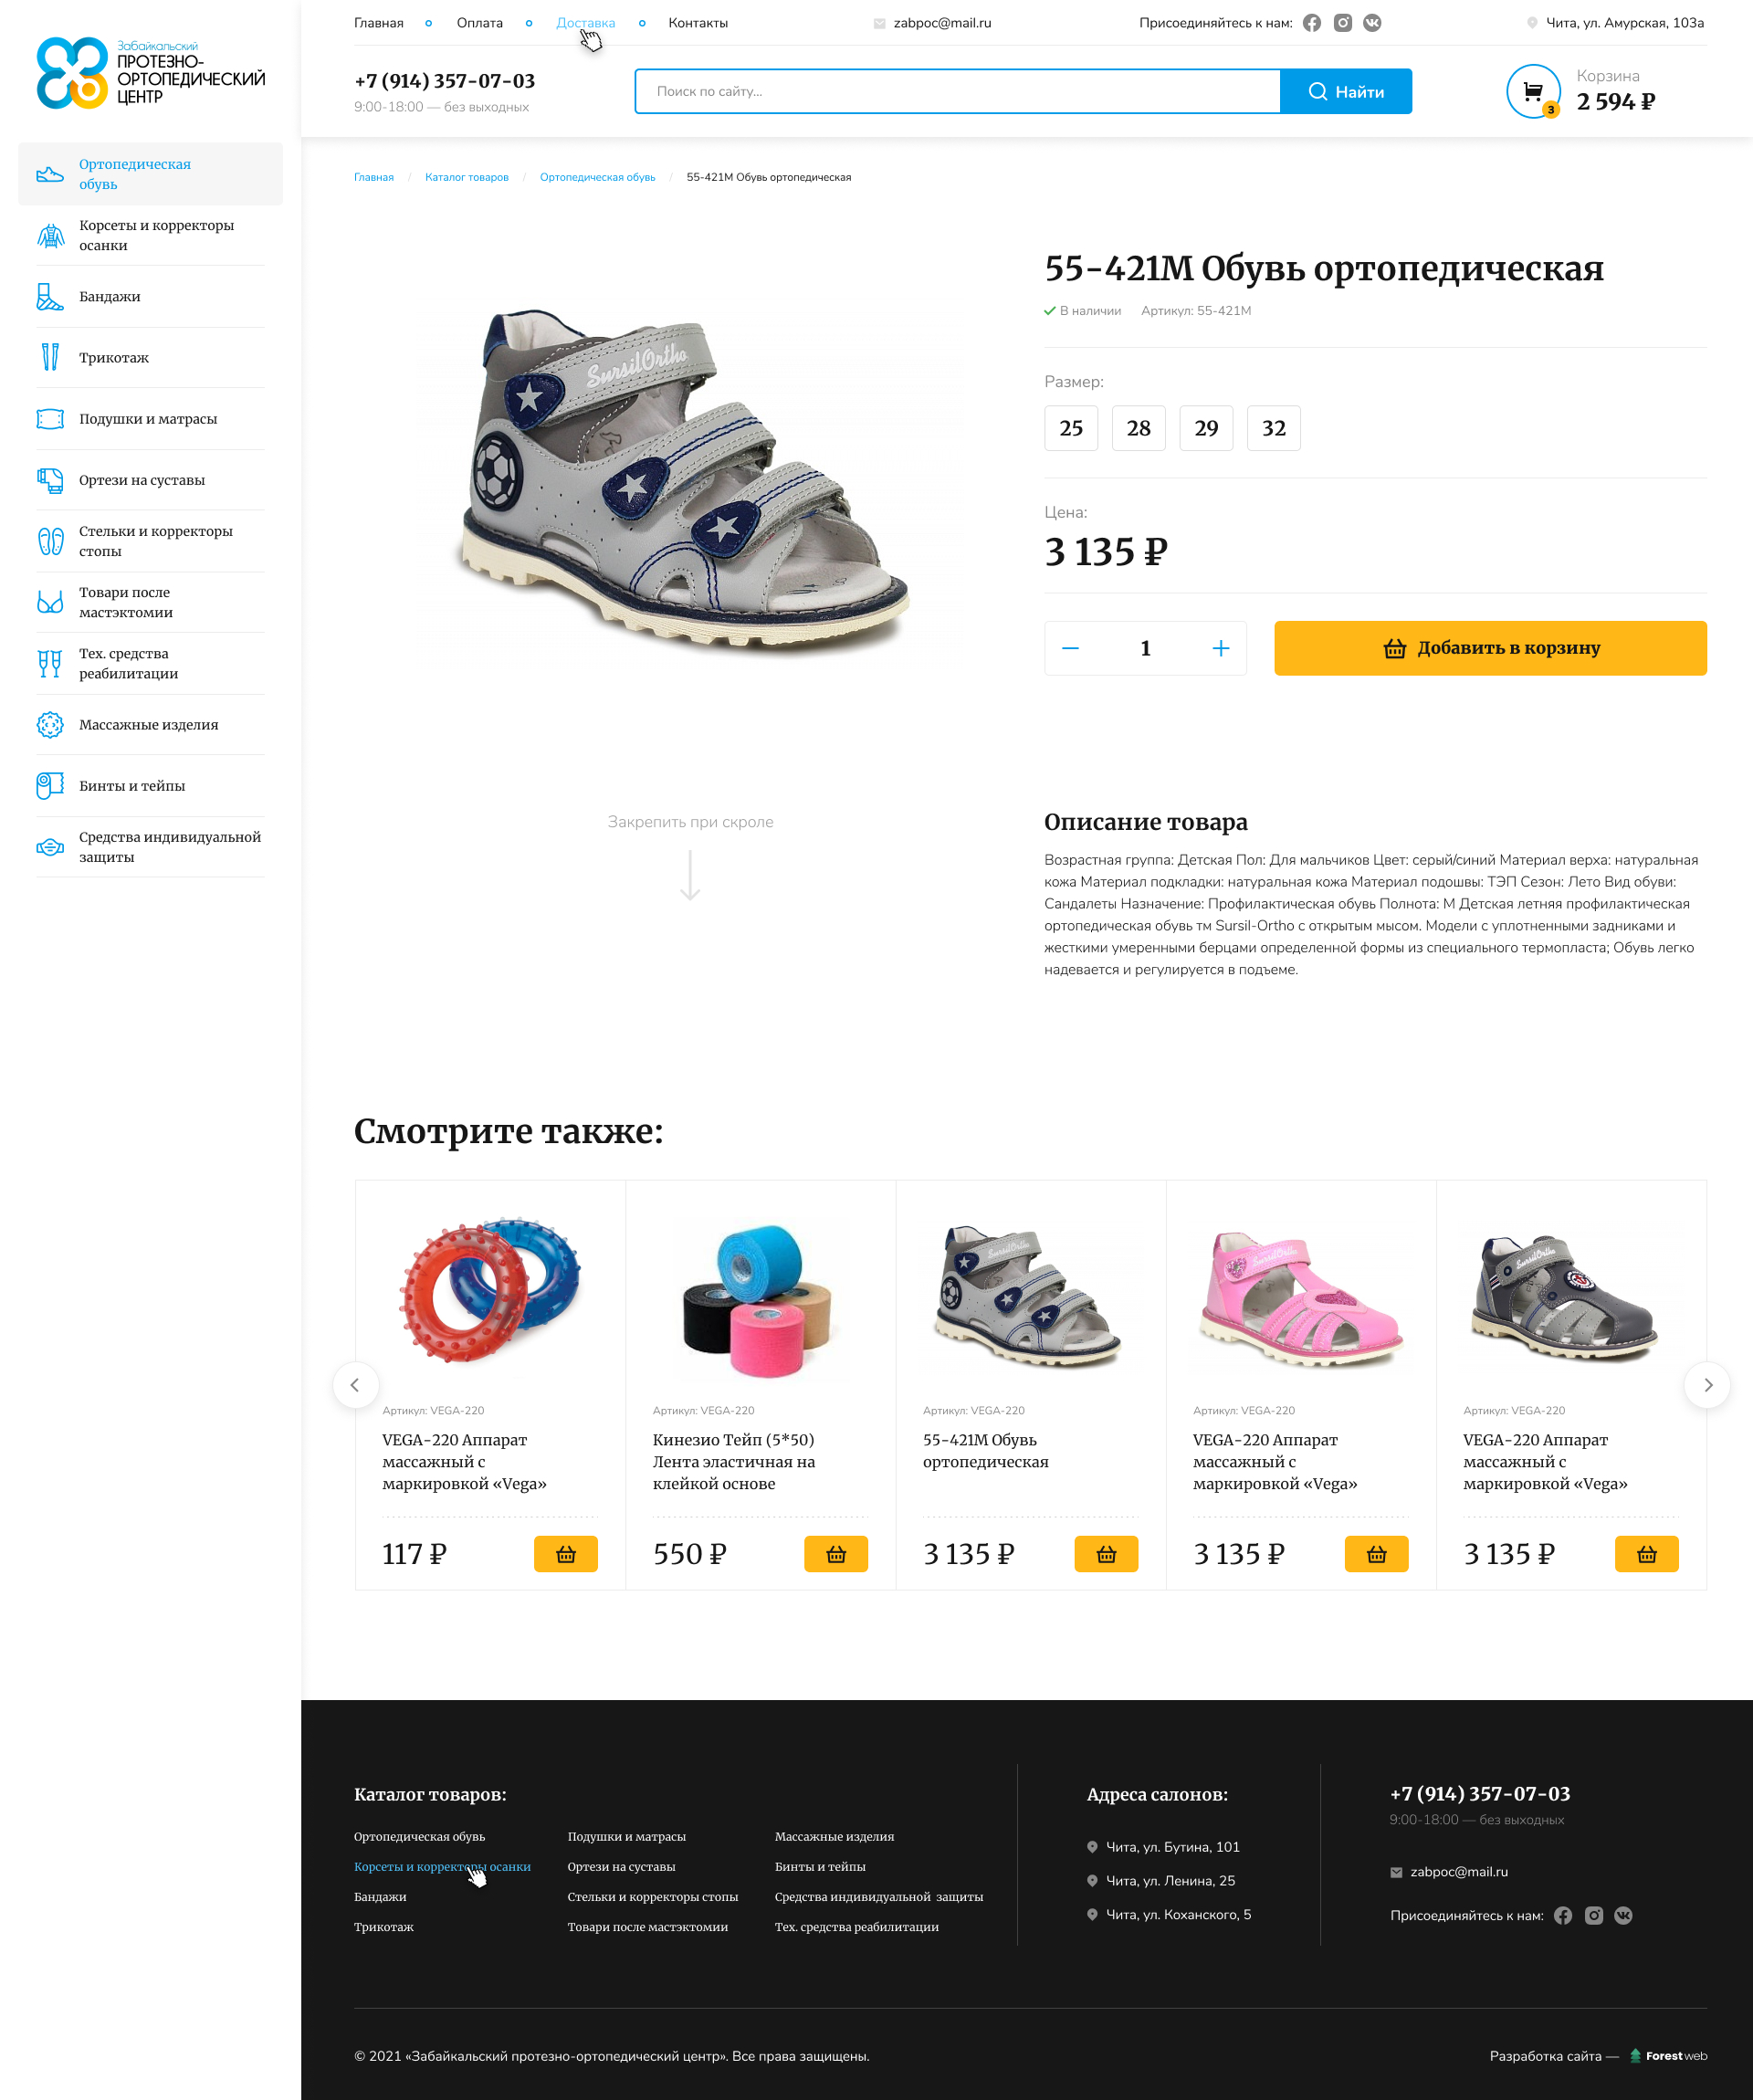 Забайкальский
ПРОТЕЗНО-
ОРТОПЕДИЧЕСКИЙ
ЦЕНТР
Ортопедическая
обувь
Корсеты и корректоры
осанки
Бандажи
Трикотаж
Подушки и матрасы
Ортези на суставы
Стельки и корректоры
стопы
Товари после
мастэктомии
Тех. средства
реабилитации
Массажные изделия
Бинты и тейпы
Средства индивидуальной
защиты
Главная Оплата Доставка Контакты zabpoc@mail.ru Присоединяйтесь к нам: Чита, ул. Амурская, 103а
+7 (914) 357-07-03
9:00-18:00 — без выходных
Поиск по сайту...
Найти
Корзина
2 594 ₽
3
Главная / Каталог товаров / Ортопедическая обувь / 55-421М Обувь ортопедическая
SursilOrtho
55-421М Обувь ортопедическая
В наличии Артикул: 55-421М
Размер:
25 28 29 32
Цена:
3 135 ₽
1
Добавить в корзину
Закрепить при скроле
Описание товара
Возрастная группа: Детская Пол: Для мальчиков Цвет: серый/синий Материал верха: натуральная
кожа Материал подкладки: натуральная кожа Материал подошвы: ТЭП Сезон: Лето Вид обуви:
Сандалеты Назначение: Профилактическая обувь Полнота: М Детская летняя профилактическая
ортопедическая обувь тм Sursil-Ortho с открытым мысом. Модели с уплотненными задниками и
жесткими умеренными берцами определенной формы из специального термопласта; Обувь легко
надевается и регулируется в подъеме.
Смотрите также:
SursilOrtho
SursilOrtho
SursilOrtho
Артикул: VEGA-220
VEGA-220 Аппарат
массажный с
маркировкой «Vega»
117 ₽
Артикул: VEGA-220
Кинезио Тейп (5*50)
Лента эластичная на
клейкой основе
550 ₽
Артикул: VEGA-220
55-421М Обувь
ортопедическая
3 135 ₽
Артикул: VEGA-220
VEGA-220 Аппарат
массажный с
маркировкой «Vega»
3 135 ₽
Артикул: VEGA-220
VEGA-220 Аппарат
массажный с
маркировкой «Vega»
3 135 ₽
Каталог товаров:
Ортопедическая обувь
Корсеты и корректоры осанки
Бандажи
Трикотаж
Подушки и матрасы
Ортези на суставы
Стельки и корректоры стопы
Товари после мастэктомии
Массажные изделия
Бинты и тейпы
Средства индивидуальной защиты
Тех. средства реабилитации
Адреса салонов:
Чита, ул. Бутина, 101
Чита, ул. Ленина, 25
Чита, ул. Коханского, 5
+7 (914) 357-07-03
9:00-18:00 — без выходных
zabpoc@mail.ru
Присоединяйтесь к нам:
© 2021 «Забайкальский протезно-ортопедический центр». Все права защищены.
Разработка сайта — Forestweb